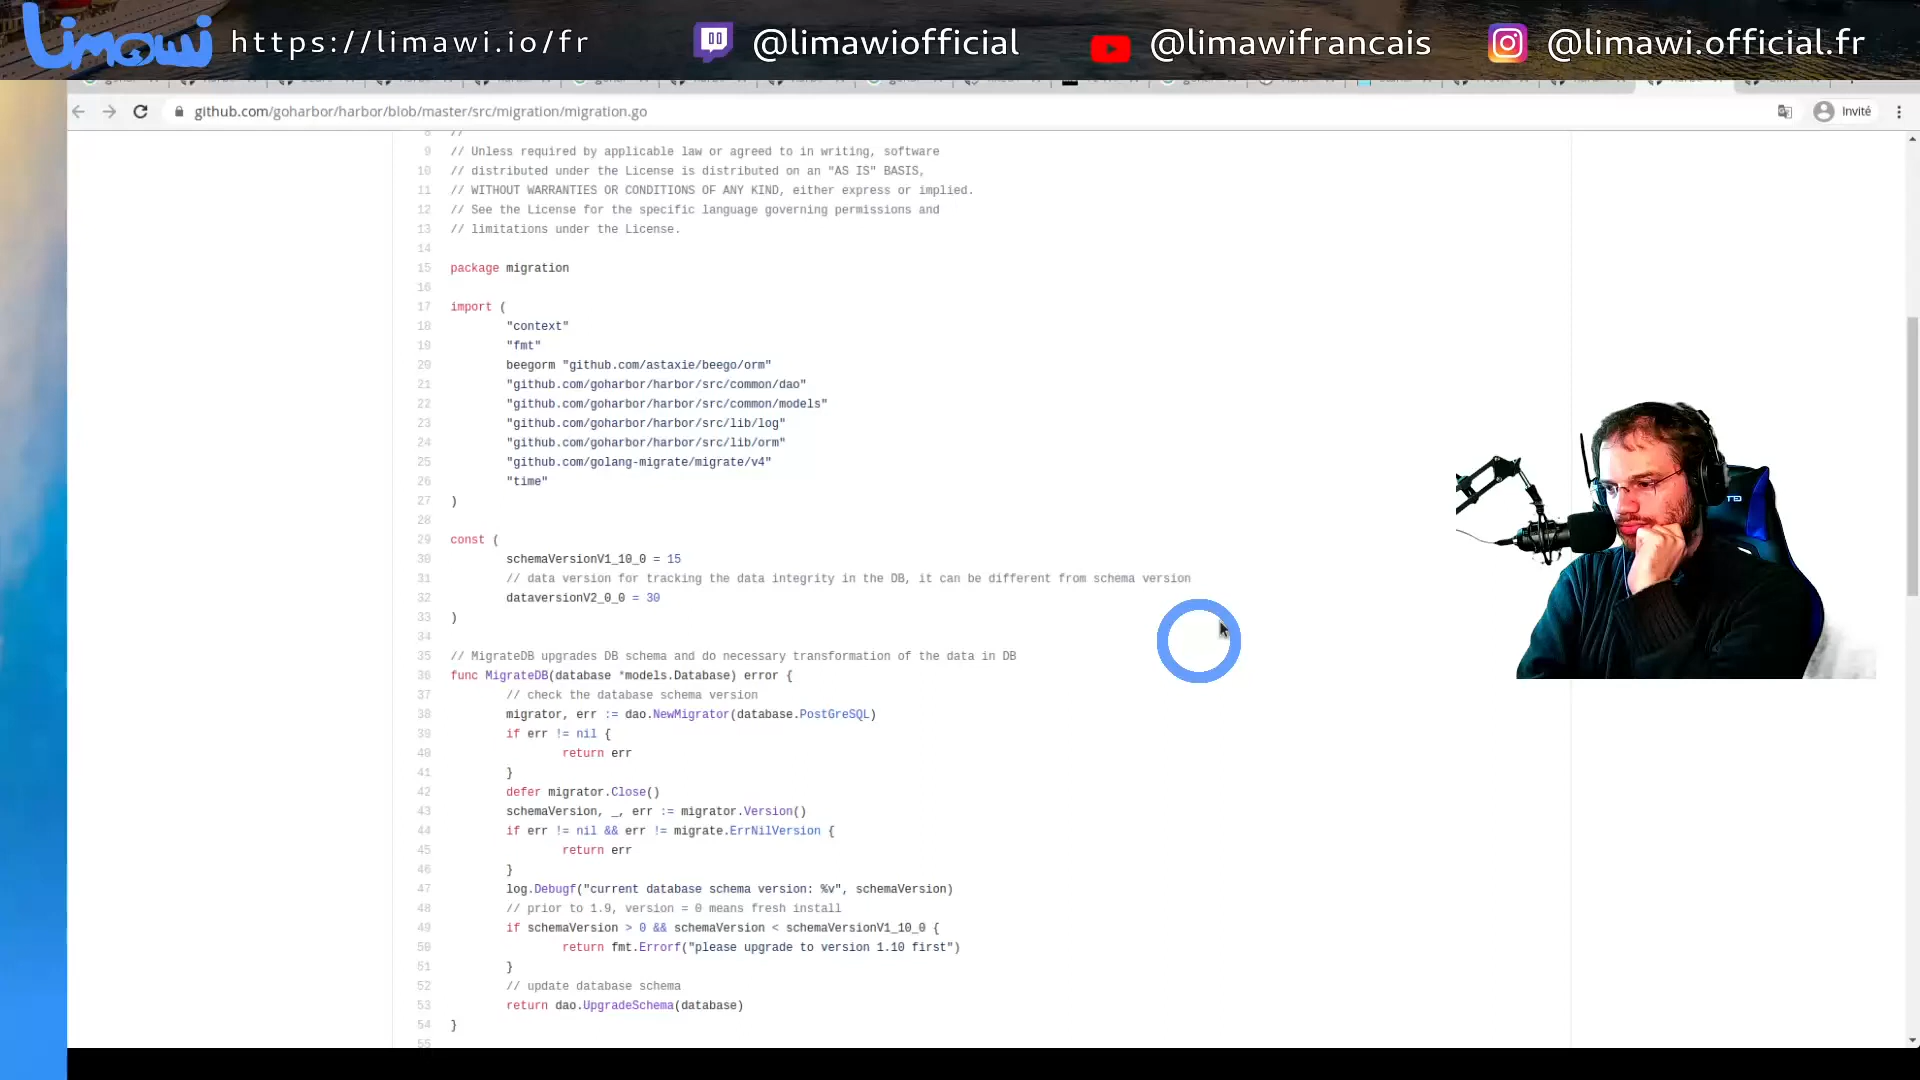 Limawi https://limawi.io/fr @limawiofficial @limawifrancais @limawi.official.fr
github.com/goharbor/harbor/blob/master/src/migration/migration.go Invité
8 //
9 // Unless required by applicable law or agreed to in writing, software
10 // distributed under the License is distributed on an "AS IS" BASIS,
11 // WITHOUT WARRANTIES OR CONDITIONS OF ANY KIND, either express or implied.
12 // See the License for the specific language governing permissions and
13 // limitations under the License.
14
15 package migration
16
17 import (
18 "context"
19 "fmt"
20 beegorm "github.com/astaxie/beego/orm"
21 "github.com/goharbor/harbor/src/common/dao"
22 "github.com/goharbor/harbor/src/common/models"
23 "github.com/goharbor/harbor/src/lib/log"
24 "github.com/goharbor/harbor/src/lib/orm"
25 "github.com/golang-migrate/migrate/v4"
26 "time"
27 )
28
29 const (
30 schemaVersionV1_10_0 = 15
31 // data version for tracking the data integrity in the DB, it can be different from schema version
32 dataversionV2_0_0 = 30
33 )
34
35 // MigrateDB upgrades DB schema and do necessary transformation of the data in DB
36 func MigrateDB(database *models.Database) error {
37 // check the database schema version
38 migrator, err := dao.NewMigrator(database.PostGreSQL)
39 if err != nil {
40 return err
41 }
42 defer migrator.Close()
43 schemaVersion, _, err := migrator.Version()
44 if err != nil && err != migrate.ErrNilVersion {
45 return err
46 }
47 log.Debugf("current database schema version: %v", schemaVersion)
48 // prior to 1.9, version = 0 means fresh install
49 if schemaVersion > 0 && schemaVersion < schemaVersionV1_10_0 {
50 return fmt.Errorf("please upgrade to version 1.10 first")
51 }
52 // update database schema
53 return dao.UpgradeSchema(database)
54 }
55